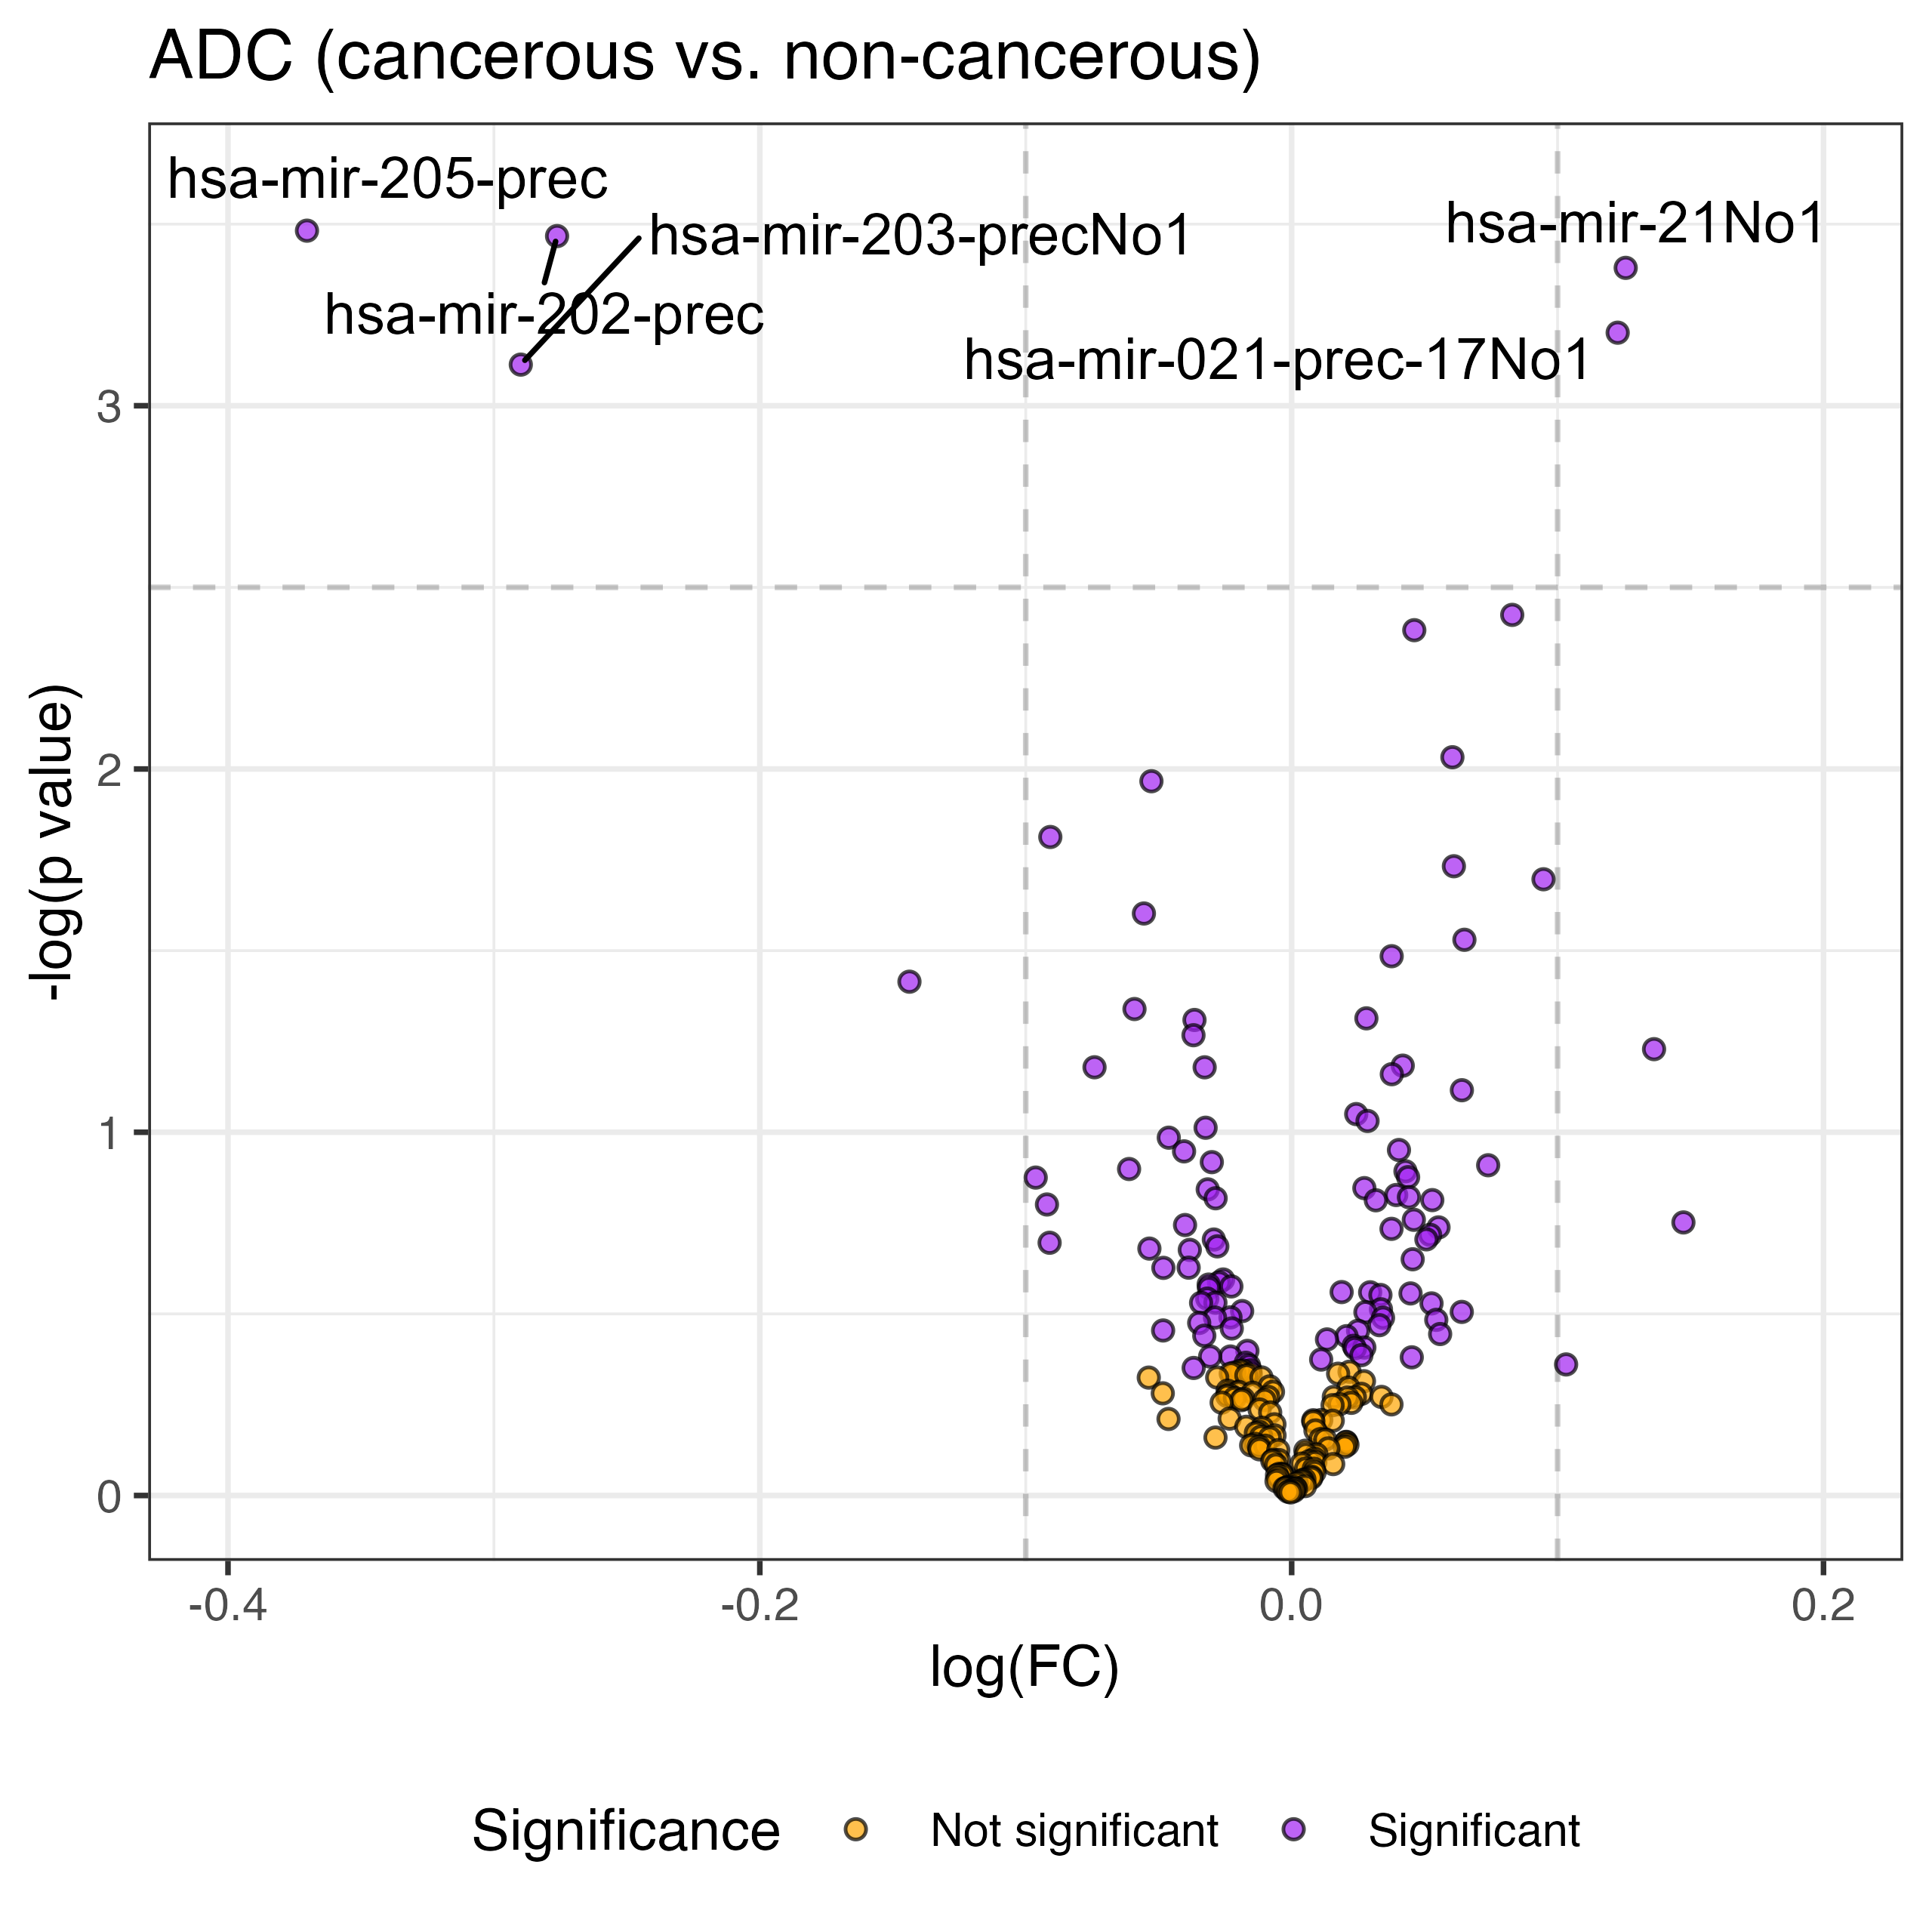 ADC (cancerous vs. non-cancerous)
hsa-mir-205-prec
hsa-mir-203-precNo1
hsa-mir-21No1
hsa-mir-202-prec
hsa-mir-021-prec-17No1
3
2
1
0
-log(p value)
-0.4
-0.2
0.0
0.2
log(FC)
Significance
Not significant
Significant